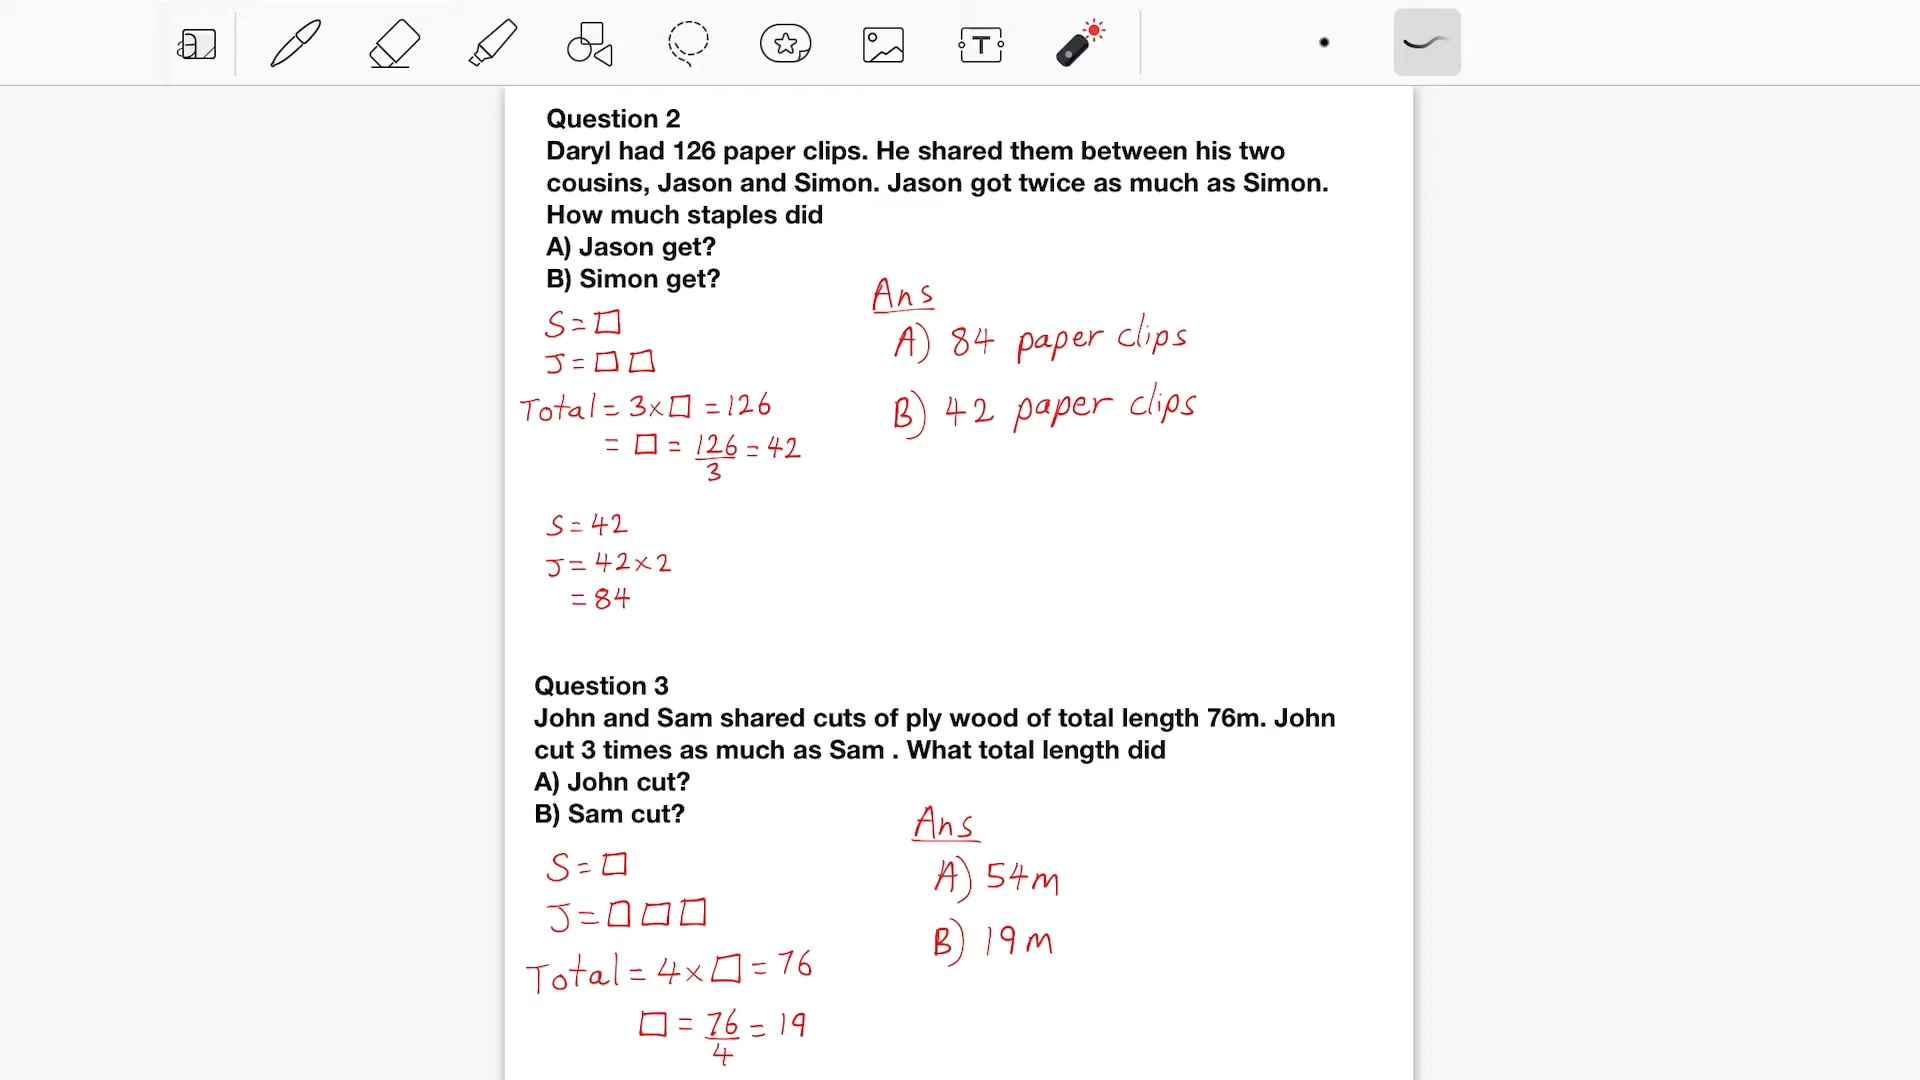 Question 2
Daryl had 126 paper clips. He shared them between his two
cousins, Jason and Simon. Jason got twice as much as Simon.
How much staples did
A) Jason get?
B) Simon get?
S = □
J = □ □
Total = 3 × □ = 126
= □ = 126/3 = 42
S = 42
J = 42 × 2
= 84
Ans
A) 84 paper clips
B) 42 paper clips
Question 3
John and Sam shared cuts of ply wood of total length 76m. John
cut 3 times as much as Sam . What total length did
A) John cut?
B) Sam cut?
S = □
J = □ □ □
Total = 4 × □ = 76
□ = 76/4 = 19
Ans
A) 54m
B) 19m